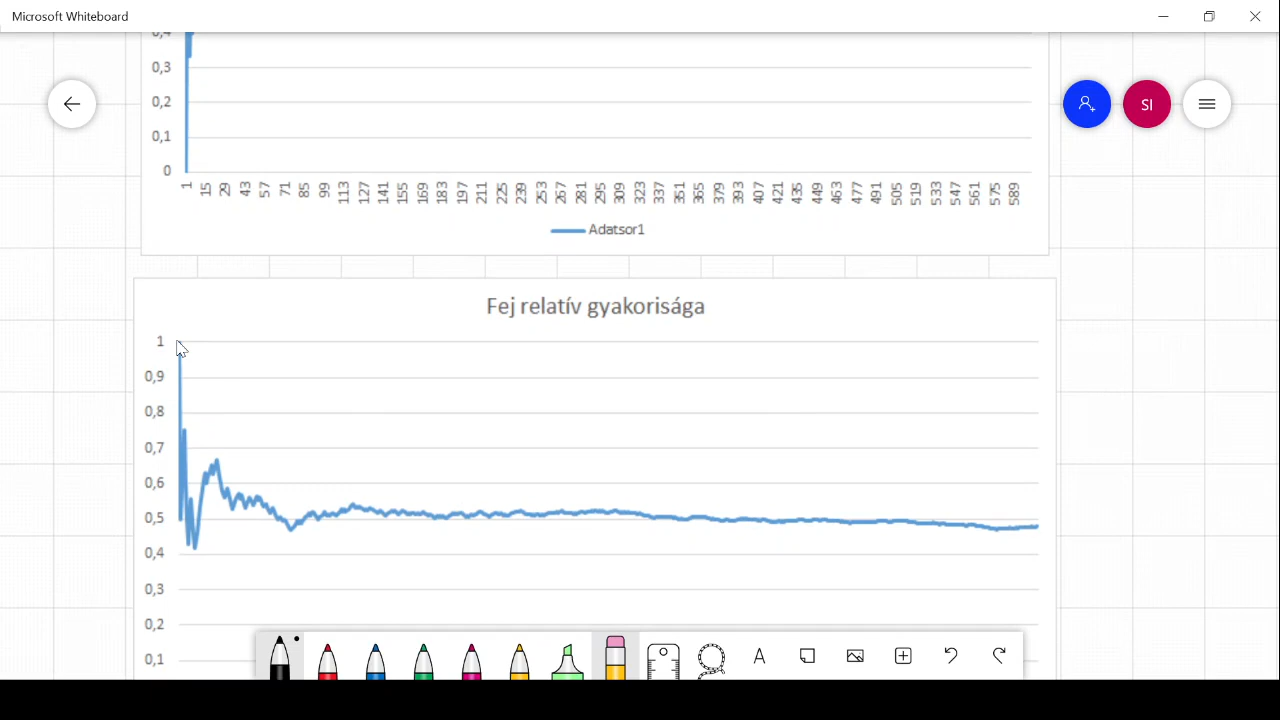 Microsoft Whiteboard
0,4
0,3
0,2
0,1
0
1 15 29 43 57 71 85 99 113 127 141 155 169 183 197 211 225 239 253 267 281 295 309 323 337 351 365 379 393 407 421 435 449 463 477 491 505 519 533 547 561 575 589
Adatsor1
SI
Fej relatív gyakorisága
1
0,9
0,8
0,7
0,6
0,5
0,4
0,3
0,2
0,1
A